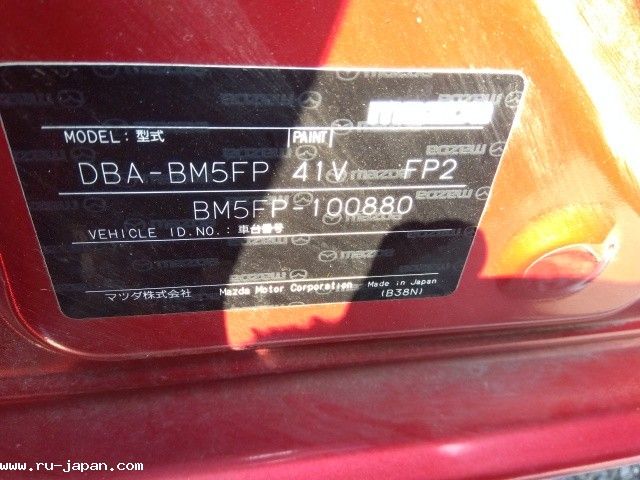 mazda
MODEL: 型式 PAINT
DBA-BM5FP 41V FP2
BM5FP-100880
VEHICLE ID.NO.: 車台番号
マツダ株式会社 Mazda Motor Corporation Made in Japan
(B38N)
www.ru-japan.com